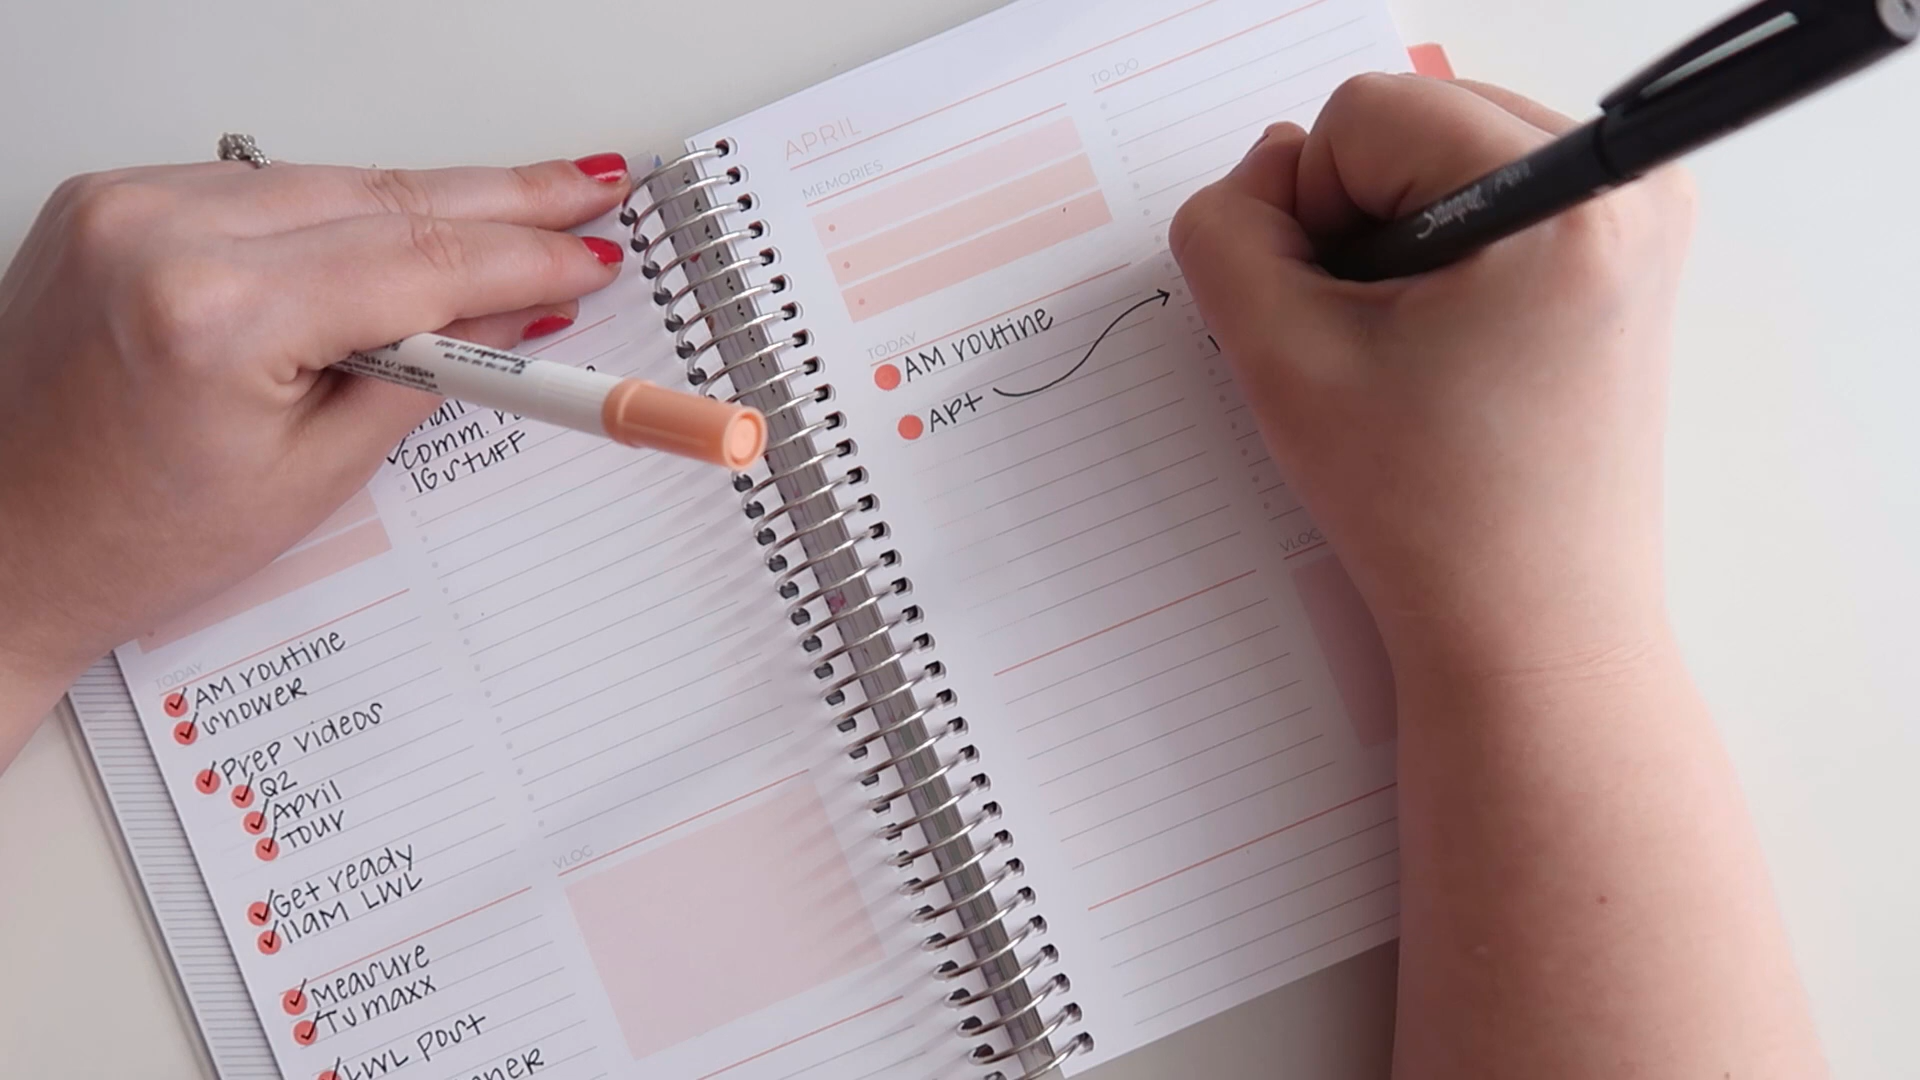 comm.
IG STUFF
TODAY
AM routine
shower
Prep videos
Q2
April
TOUR
Get ready
11AM LWL
Measure
TJ maxx
LWL post
VLOG
APRIL
MEMORIES
TODAY
AM routine
Apt
TO DO
VLOG
Sharpie PEN